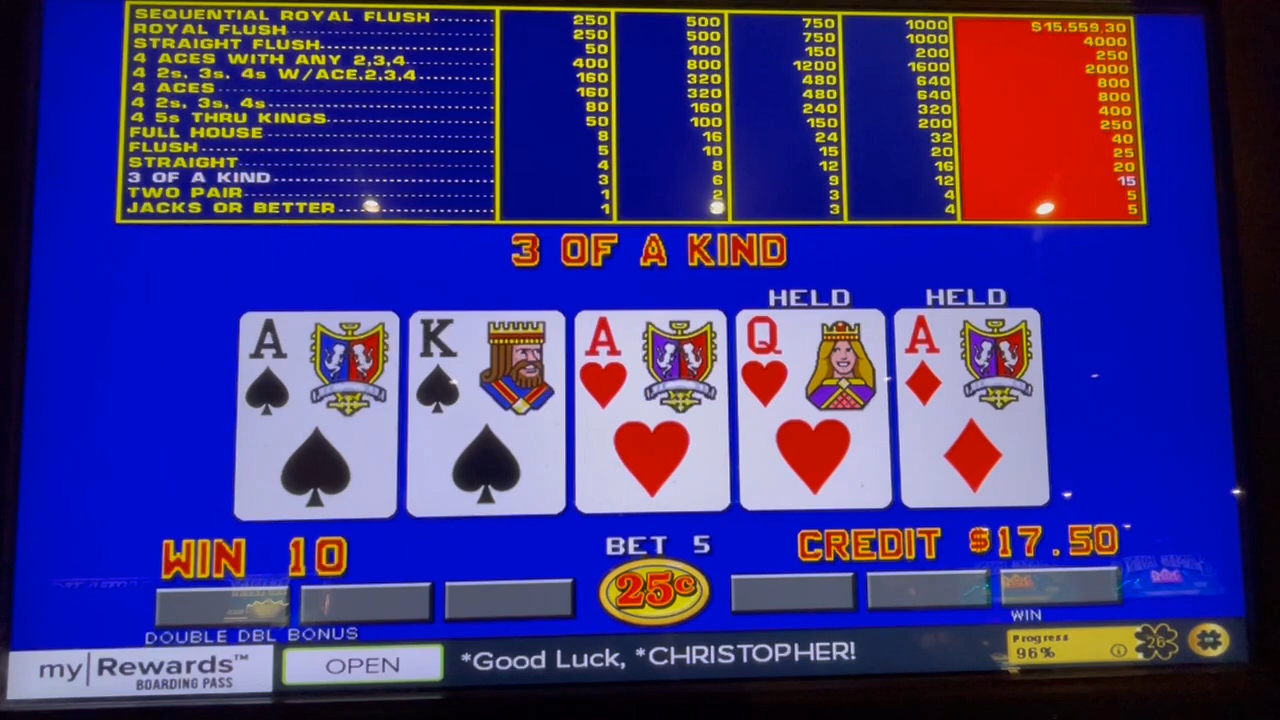 SEQUENTIAL ROYAL FLUSH 250 500 750 1000 $15,559.30
ROYAL FLUSH 250 500 750 1000 4000
STRAIGHT FLUSH 50 100 150 200 250
4 ACES WITH ANY 2,3,4 400 800 1200 1600 2000
4 2s, 3s, 4s W/ACE,2,3,4 160 320 480 640 800
4 ACES 160 320 480 640 800
4 2s, 3s, 4s 80 160 240 320 400
4 5s THRU KINGS 50 100 150 200 250
FULL HOUSE 8 16 24 32 40
FLUSH 5 10 15 20 25
STRAIGHT 4 8 12 16 20
3 OF A KIND 3 6 9 12 15
TWO PAIR 1 2 3 4 5
JACKS OR BETTER 1 2 3 4 5
3 OF A KIND
HELD HELD
A K A Q A
WIN 10 BET 5 CREDIT $17.50
25¢
WIN
DOUBLE DBL BONUS
my|Rewards™
BOARDING PASS
OPEN
*Good Luck, *CHRISTOPHER!
Progress
96%
26